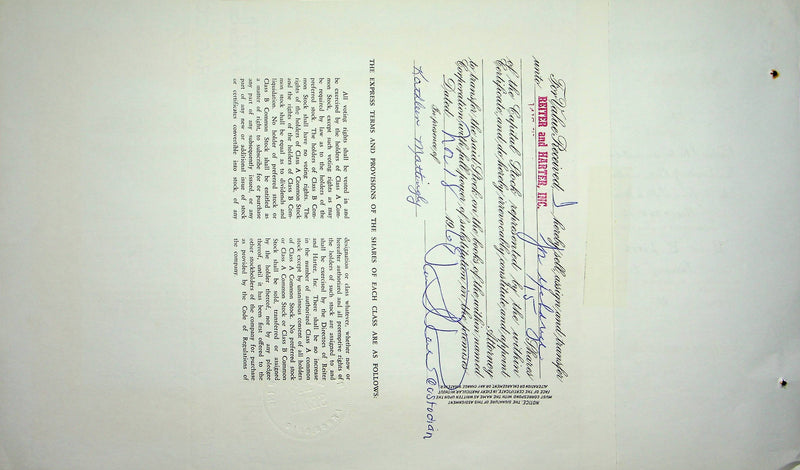 For Value Received, I hereby sell, assign and transfer
unto REITER and HARTER, INC.
15 Shares
of the Capital Stock represented by the within
Certificate, and do hereby irrevocably constitute and appoint
Attorney
to transfer the said Stock on the books of the within named
Corporation with full power of substitution in the premises.
Dated 19
In presence of
Custodian
NOTICE. THE SIGNATURE OF THIS ASSIGNMENT
MUST CORRESPOND WITH THE NAME AS WRITTEN UPON THE
FACE OF THE CERTIFICATE, IN EVERY PARTICULAR WITHOUT
ALTERATION OR ENLARGEMENT OR ANY CHANGE WHATEVER.
THE EXPRESS TERMS AND PROVISIONS OF THE SHARES OF EACH CLASS ARE AS FOLLOWS:
All voting rights shall be vested in and
be exercised by the holders of Class A Com-
mon Stock, except such voting rights as may
be required by law as to the holders of the
preferred stock. The holders of Class B Com-
mon Stock shall have no voting rights. The
rights of the holders of Class A Common Stock
and the rights of the holders of Class B Com-
mon stock shall be equal as to dividends and
liquidation. No holder of preferred stock or
Class B Common Stock shall be entitled as
a matter of right, to subscribe for or purchase
any part of any subsequently issued, or any
part of any new or additional issue of stock
or certificates convertible into stock, of any
designation or class whatever, whether now or
hereafter authorized and all preemptive rights of
the holders of such stock are assigned to and
shall be exercised by the Directors of Reiter
and Harter, Inc. There shall be no increase
in the number of authorized Class A common
stock except by unanimous consent of all holders
of Class A Common Stock. No preferred stock
or Class A Common Stock or Class B Common
Stock shall be sold, transferred or assigned
by the holder thereof, nor by any pledgee
thereof, until it has been first offered to the
other stockholders or the company for purchase
as provided by the Code of Regulations of
the company.